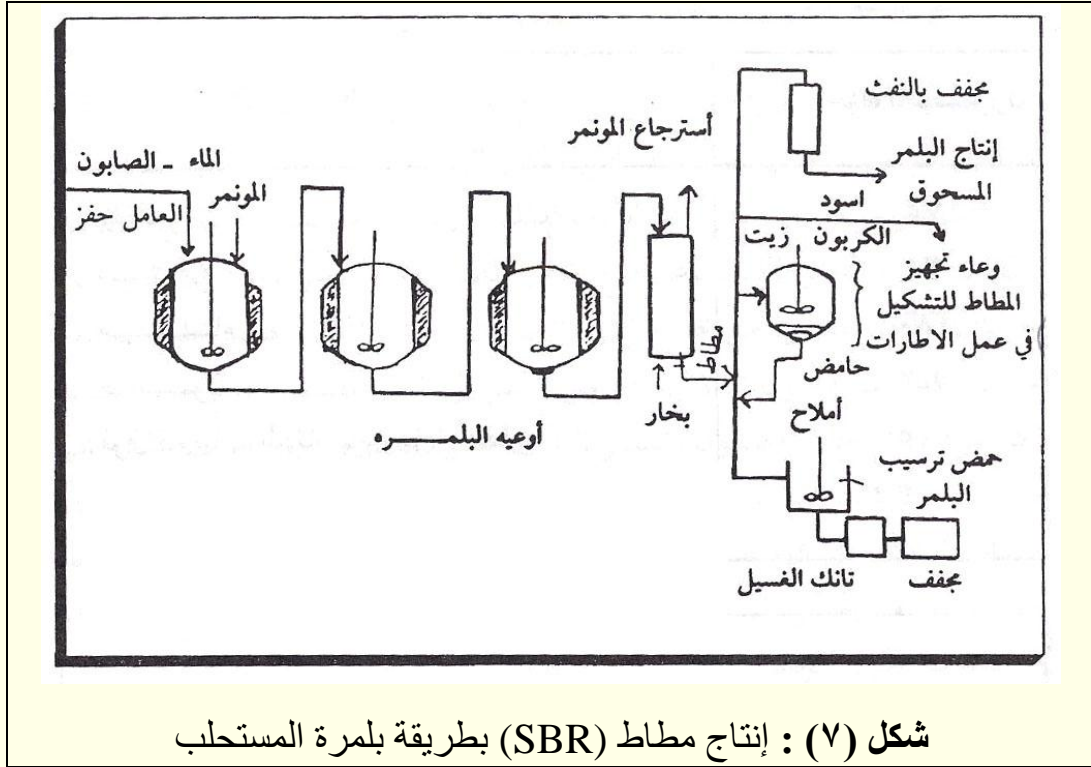 مجفف بالنفث
أسترجاع المونمر
إنتاج البلمر
المسحوق
الماء - الصابون
المونمر
العامل حفز
اسود
الكربون زيت
وعاء تجهيز
المطاط للتشكيل
في عمل الاطارات
مطاط
حامض
بخار
أملاح
أوعيه البلمـــــره
حمض ترسيب
البلمر
تانك الغسيل
مجفف
شكل (٧) : إنتاج مطاط (SBR) بطريقة بلمرة المستحلب